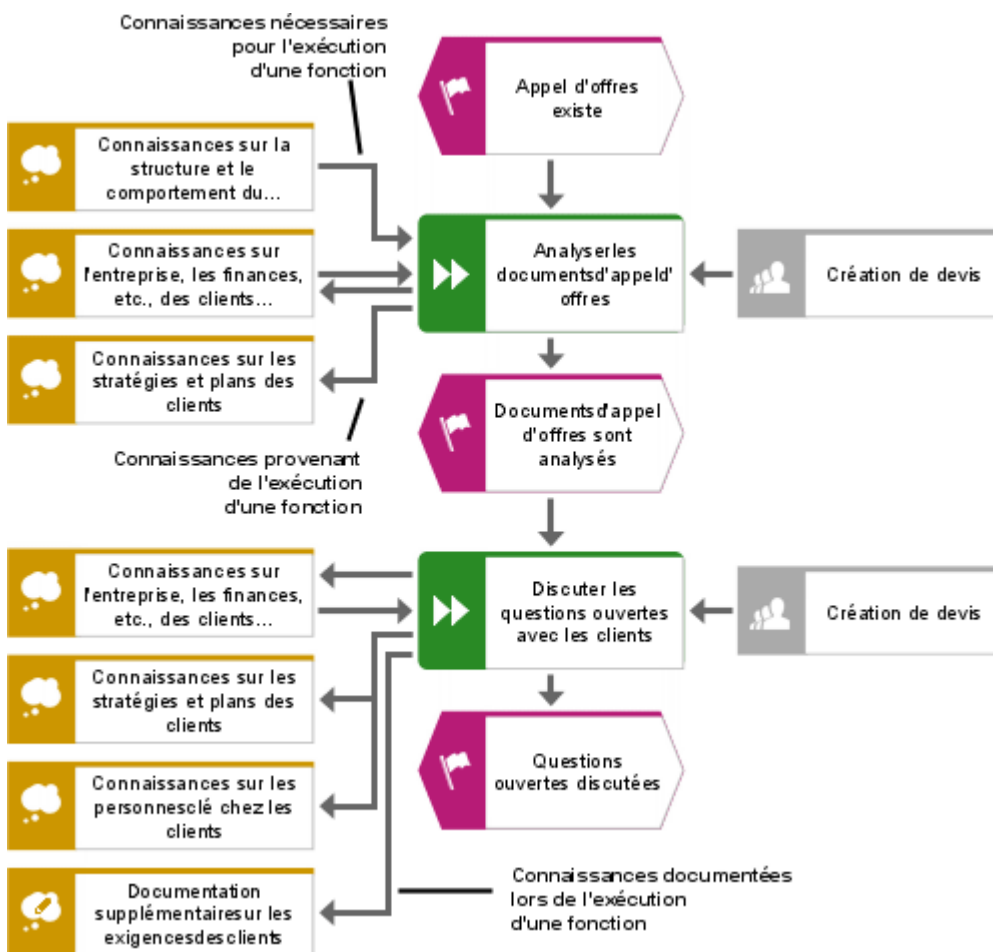 Connaissances nécessaires
pour l'exécution
d'une fonction
Appel d'offres
existe
Connaissances sur la
structure et le
comportement du...
Connaissances sur
l'entreprise, les finances,
etc., des clients...
Analyserles
documentsd'appeld'
offres
Création de devis
Connaissances sur les
stratégies et plans des
clients
Documentsd'appel
d'offres sont
analysés
Connaissances provenant
de l'exécution
d'une fonction
Connaissances sur
l'entreprise, les finances,
etc., des clients...
Discuter les
questions ouvertes
avec les clients
Création de devis
Connaissances sur les
stratégies et plans des
clients
Connaissances sur les
personnesclé chez les
clients
Questions
ouvertes discutées
Documentation
supplémentairesur les
exigencesdesclients
Connaissances documentées
lors de l'exécution
d'une fonction